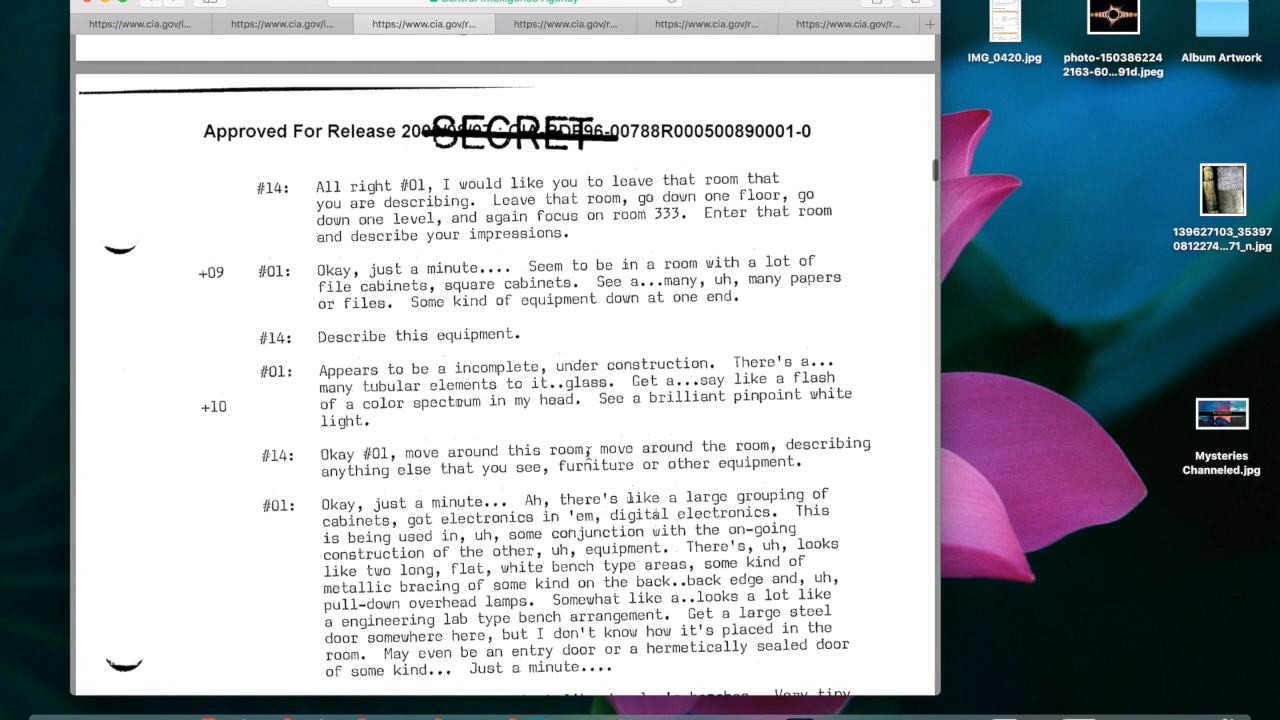 Central Intelligence Agency
https://www.cia.gov/l...
https://www.cia.gov/l...
https://www.cia.gov/r...
https://www.cia.gov/r...
https://www.cia.gov/r...
https://www.cia.gov/r...
IMG_0420.jpg
photo-150386224
2163-60...91d.jpeg
Album Artwork
SECRET
Approved For Release 00788R000500890001-0
#14: All right #01, I would like you to leave that room that
you are describing. Leave that room, go down one floor, go
down one level, and again focus on room 333. Enter that room
and describe your impressions.
+09 #01: Okay, just a minute.... Seem to be in a room with a lot of
file cabinets, square cabinets. See a...many, uh, many papers
or files. Some kind of equipment down at one end.
#14: Describe this equipment.
#01: Appears to be a incomplete, under construction. There's a...
many tubular elements to it..glass. Get a...say like a flash
+10 of a color spectrum in my head. See a brilliant pinpoint white
light.
#14: Okay #01, move around this room, move around the room, describing
anything else that you see, furniture or other equipment.
#01: Okay, just a minute... Ah, there's like a large grouping of
cabinets, got electronics in 'em, digital electronics. This
is being used in, uh, some conjunction with the on-going
construction of the other, uh, equipment. There's, uh, looks
like two long, flat, white bench type areas, some kind of
metallic bracing of some kind on the back..back edge and, uh,
pull-down overhead lamps. Somewhat like a..looks a lot like
a engineering lab type bench arrangement. Get a large steel
door somewhere here, but I don't know how it's placed in the
room. May even be an entry door or a hermetically sealed door
of some kind... Just a minute....
139627103_35397
0812274...71_n.jpg
Mysteries
Channeled.jpg